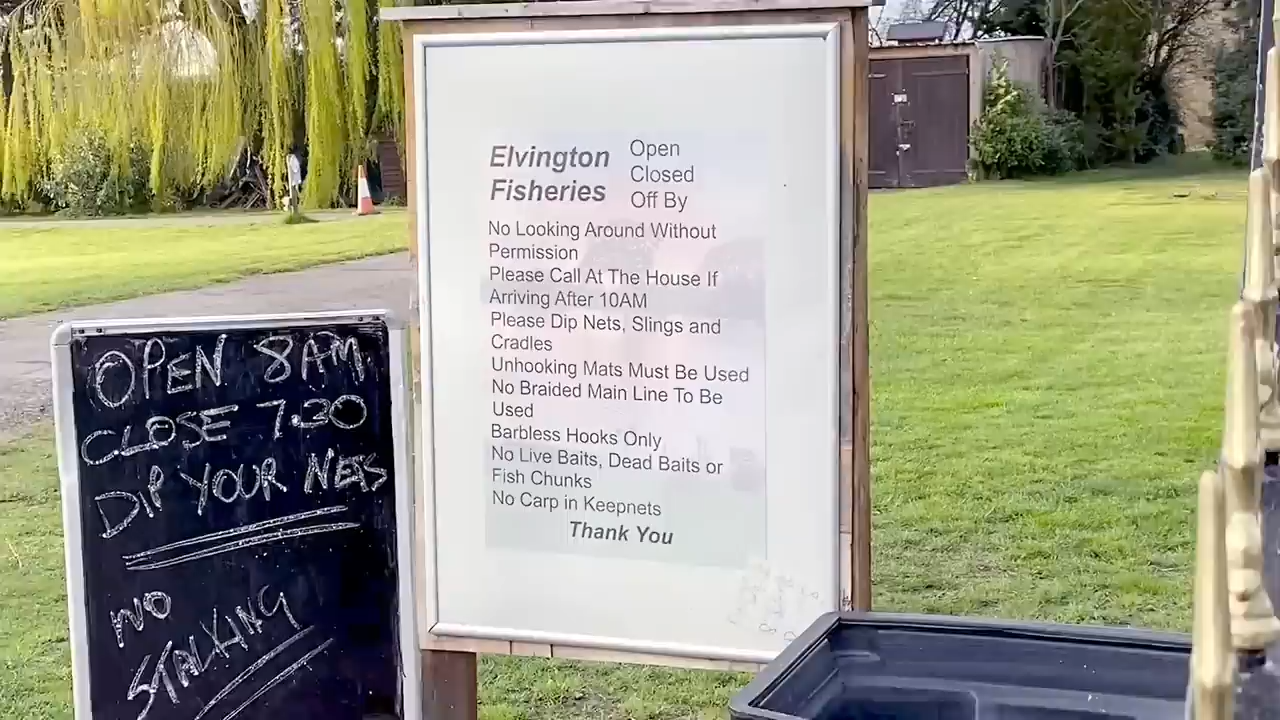 Elvington
Fisheries
Open
Closed
Off By
No Looking Around Without
Permission
Please Call At The House If
Arriving After 10AM
Please Dip Nets, Slings and
Cradles
Unhooking Mats Must Be Used
No Braided Main Line To Be
Used
Barbless Hooks Only
No Live Baits, Dead Baits or
Fish Chunks
No Carp in Keepnets
Thank You
OPEN 8AM
CLOSE 7.30
DIP YOUR NETS
NO
STALKING